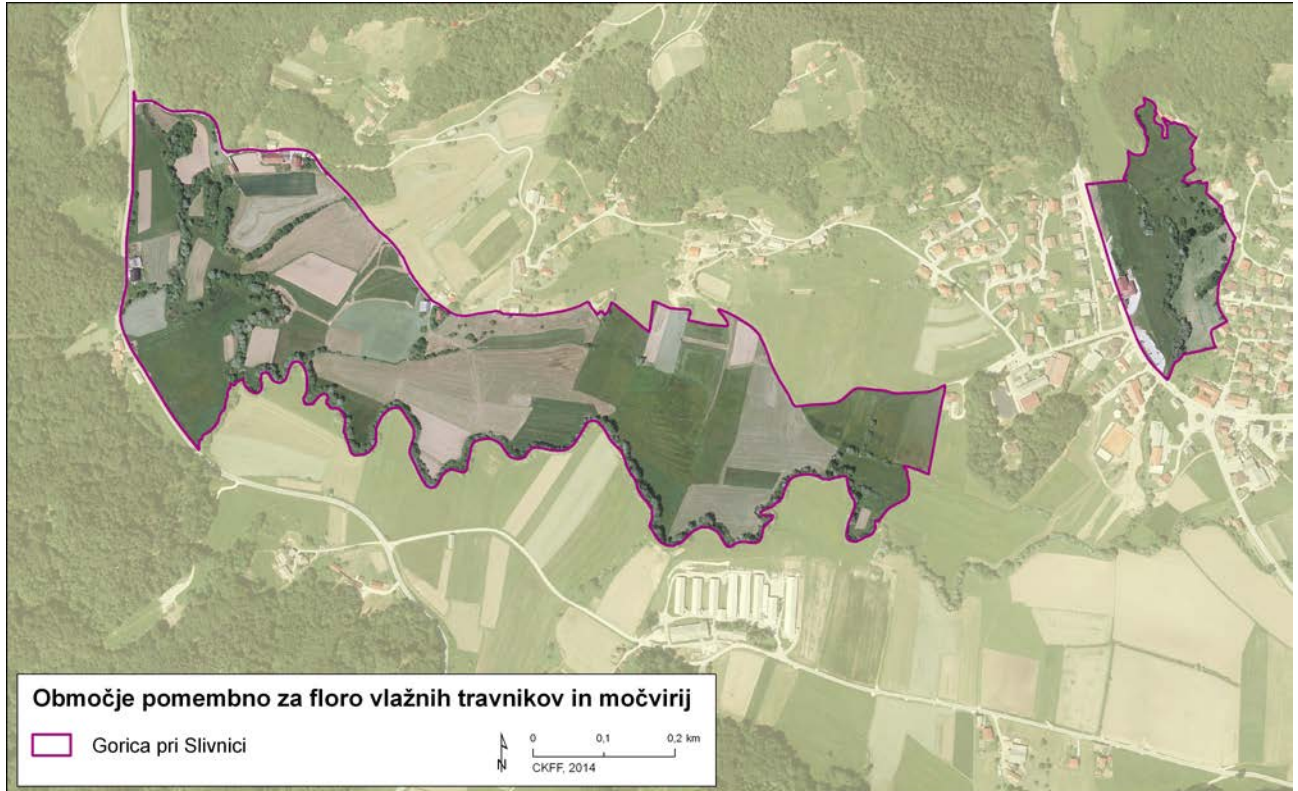 Območje pomembno za floro vlažnih travnikov in močvirij
Gorica pri Slivnici
N
0 0,1 0,2 km
CKFF, 2014